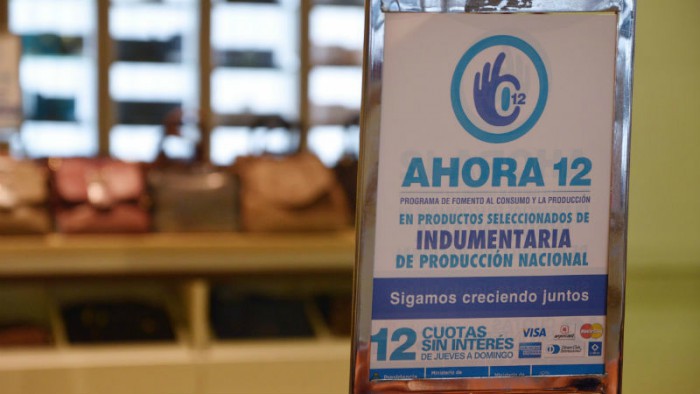 12
AHORA 12
PROGRAMA DE FOMENTO AL CONSUMO Y LA PRODUCCIÓN
EN PRODUCTOS SELECCIONADOS DE
INDUMENTARIA
DE PRODUCCIÓN NACIONAL
Sigamos creciendo juntos
12 CUOTAS
SIN INTERÉS
DE JUEVES A DOMINGO
VISA
MasterCard